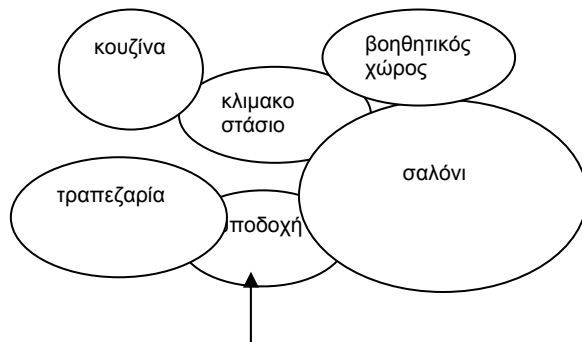 κουζίνα
βοηθητικός
χώρος
κλιμακο
στάσιο
σαλόνι
τραπεζαρία
ποδοχή